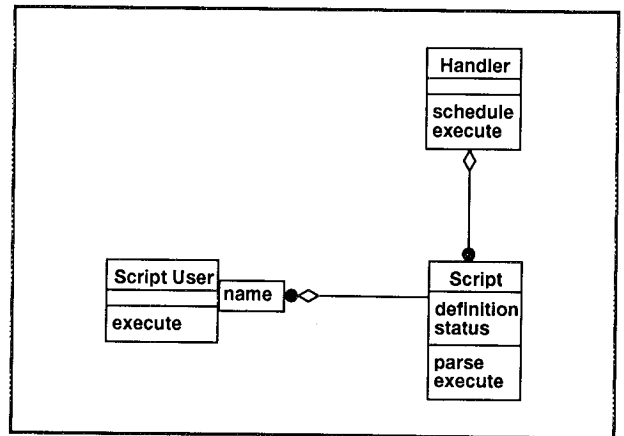 Handler
schedule
execute
Script User
name
execute
Script
definition
status
parse
execute